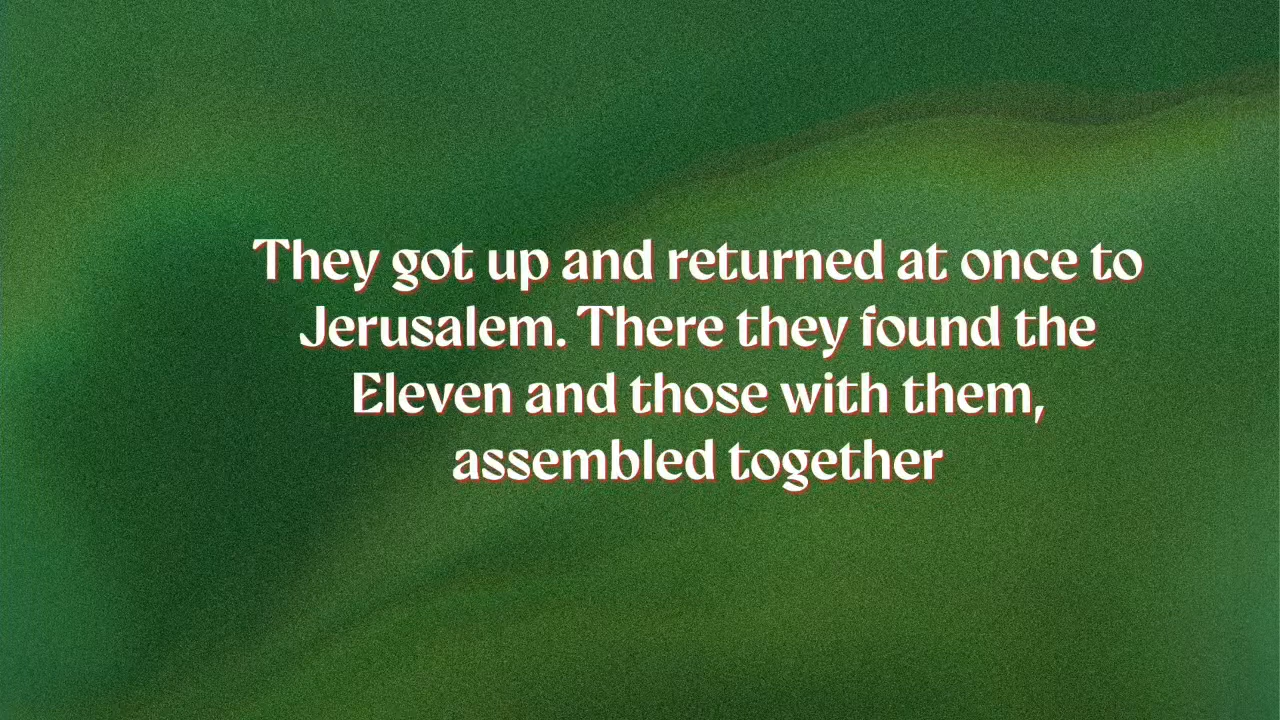 They got up and returned at once to
Jerusalem. There they found the
Eleven and those with them,
assembled together